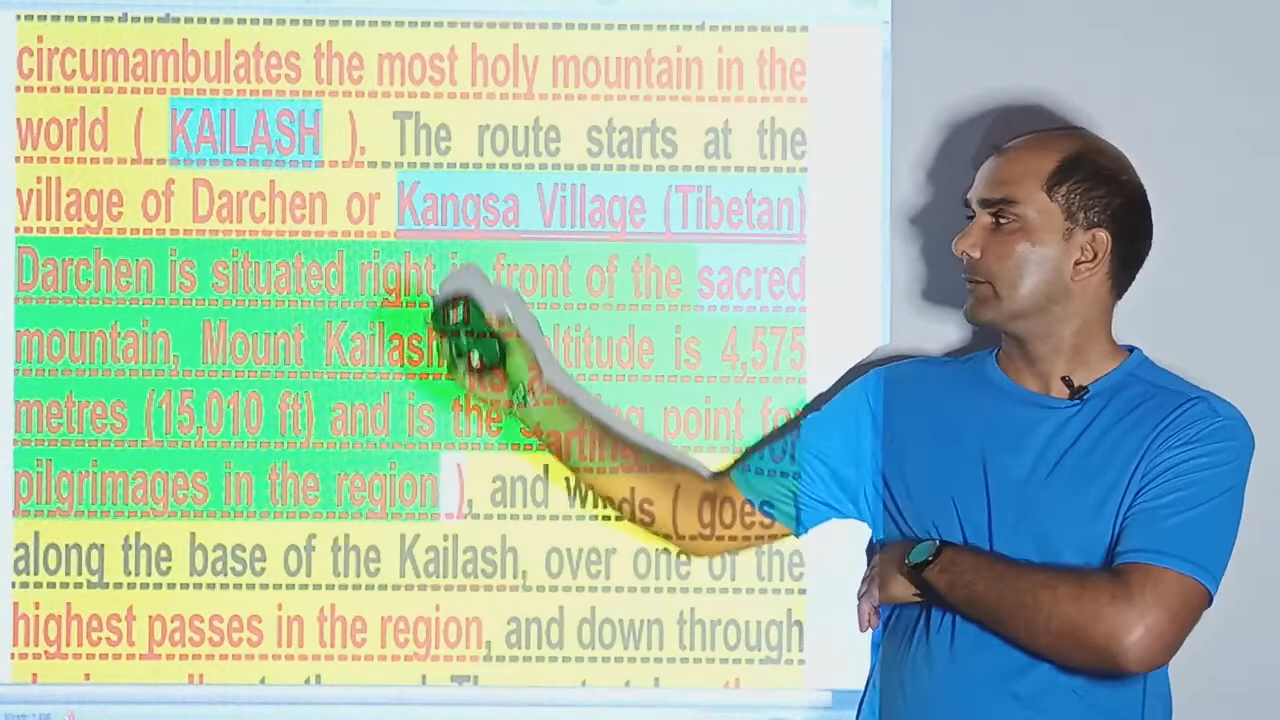 circumambulates the most holy mountain in the
world ( KAILASH ). The route starts at the
village of Darchen or Kangsa Village (Tibetan)
Darchen is situated right in front of the sacred
mountain, Mount Kailash altitude is 4,575
metres (15,010 ft) and is the starting point for
pilgrimages in the region ), and winds ( goes )
along the base of the Kailash, over one of the
highest passes in the region, and down through